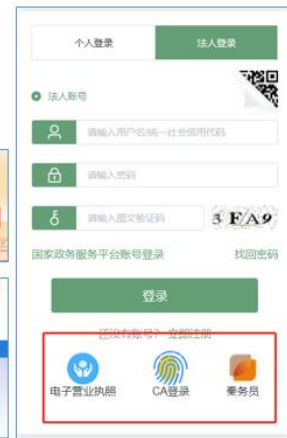 个人登录 法人登录
法人账号
请输入用户名/统一社会信用代码
请输入密码
请输入图文验证码 3 F/A9
国家政务服务平台账号登录 找回密码
登录
还没有账号？ 立即注册
电子营业执照 CA登录 秦务员